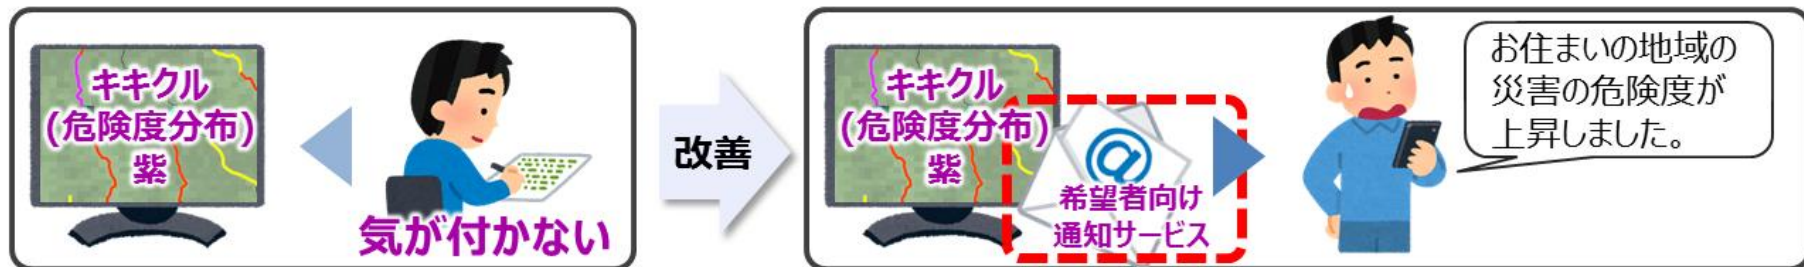 キキクル
(危険度分布)
紫
気が付かない
改善
キキクル
(危険度分布)
紫
@
希望者向け
通知サービス
お住まいの地域の
災害の危険度が
上昇しました。